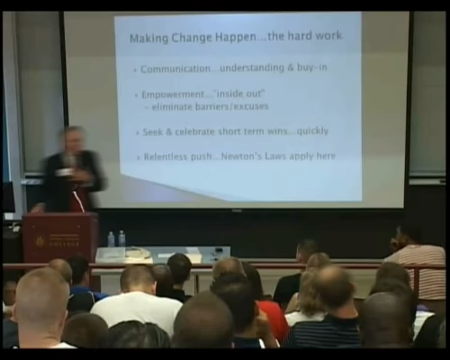 Making Change Happen...the hard work
• Communication...understanding & buy-in
• Empowerment..."inside out"
– eliminate barriers/excuses
• Seek & celebrate short term wins...quickly
• Relentless push...Newton's Laws apply here
COLLEGE